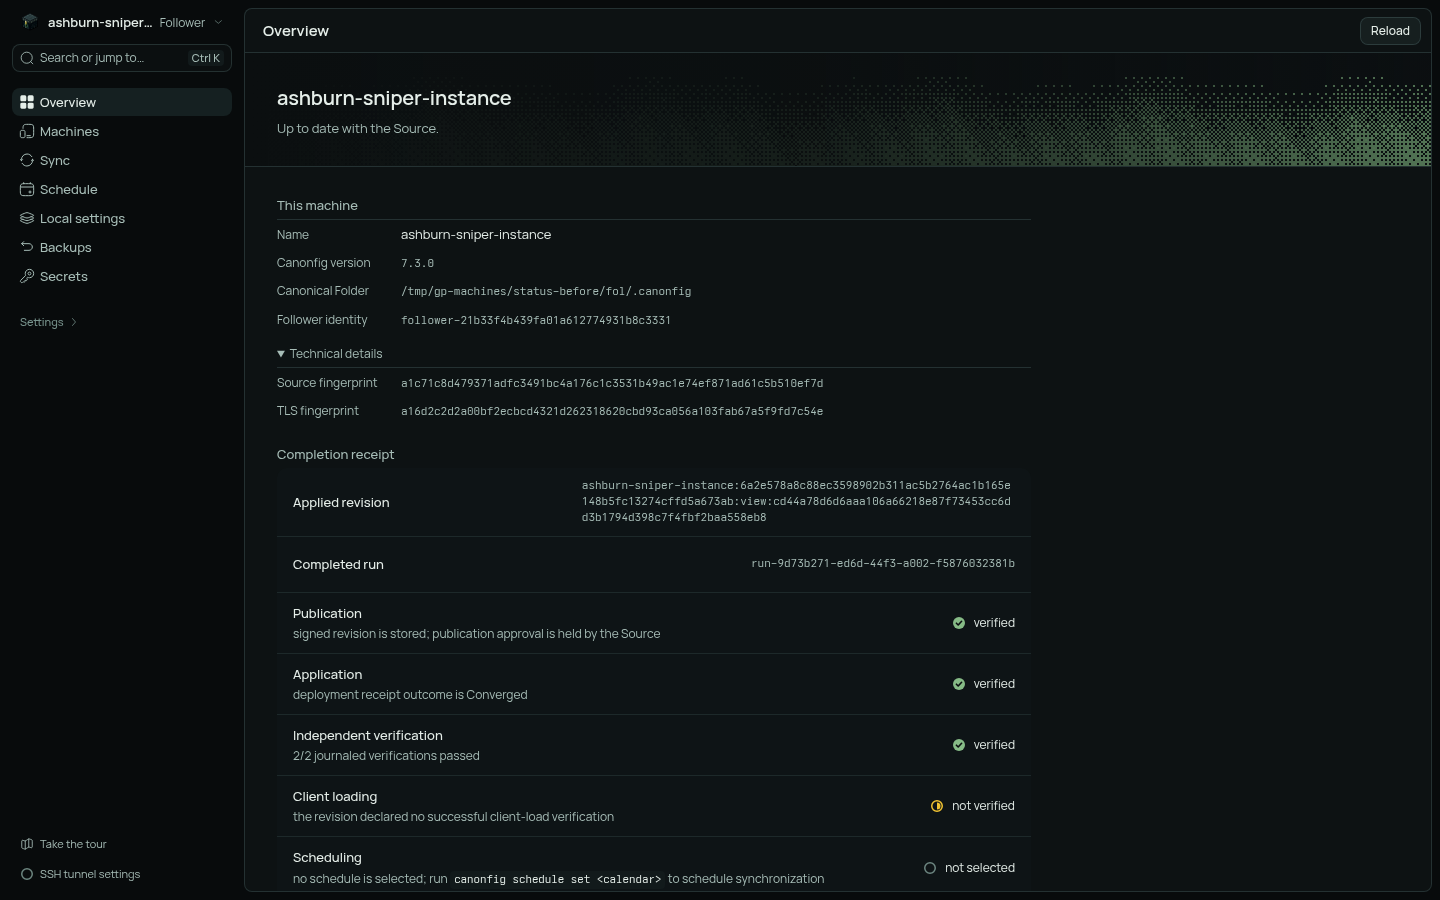 ashburn-sniper... Follower
Search or jump to... Ctrl K
Overview
Machines
Sync
Schedule
Local settings
Backups
Secrets
Settings
Take the tour
SSH tunnel settings
Overview
Reload
ashburn-sniper-instance
Up to date with the Source.
This machine
Name ashburn-sniper-instance
Canonfig version 7.3.0
Canonical Folder /tmp/gp-machines/status-before/fol/.canonfig
Follower identity follower-21b33f4b439fa01a612774931b8c3331
Technical details
Source fingerprint a1c71c8d479371adfc3491bc4a176c1c3531b49ac1e74ef871ad61c5b510ef7d
TLS fingerprint a16d2c2d2a00bf2ecbcd4321d262318620cbd93ca056a103fab67a5f9fd7c54e
Completion receipt
Applied revision
ashburn-sniper-instance:6a2e578a8c88ec3598902b311ac5b2764ac1b165e
148b5fc13274cffd5a673ab:view:cd44a78d6d6aaa106a66218e87f73453cc6d
d3b1794d398c7f4fbf2baa558eb8
Completed run run-9d73b271-ed6d-44f3-a002-f5876032381b
Publication
signed revision is stored; publication approval is held by the Source
verified
Application
deployment receipt outcome is Converged
verified
Independent verification
2/2 journaled verifications passed
verified
Client loading
the revision declared no successful client-load verification
not verified
Scheduling
no schedule is selected; run canonfig schedule set <calendar> to schedule synchronization
not selected